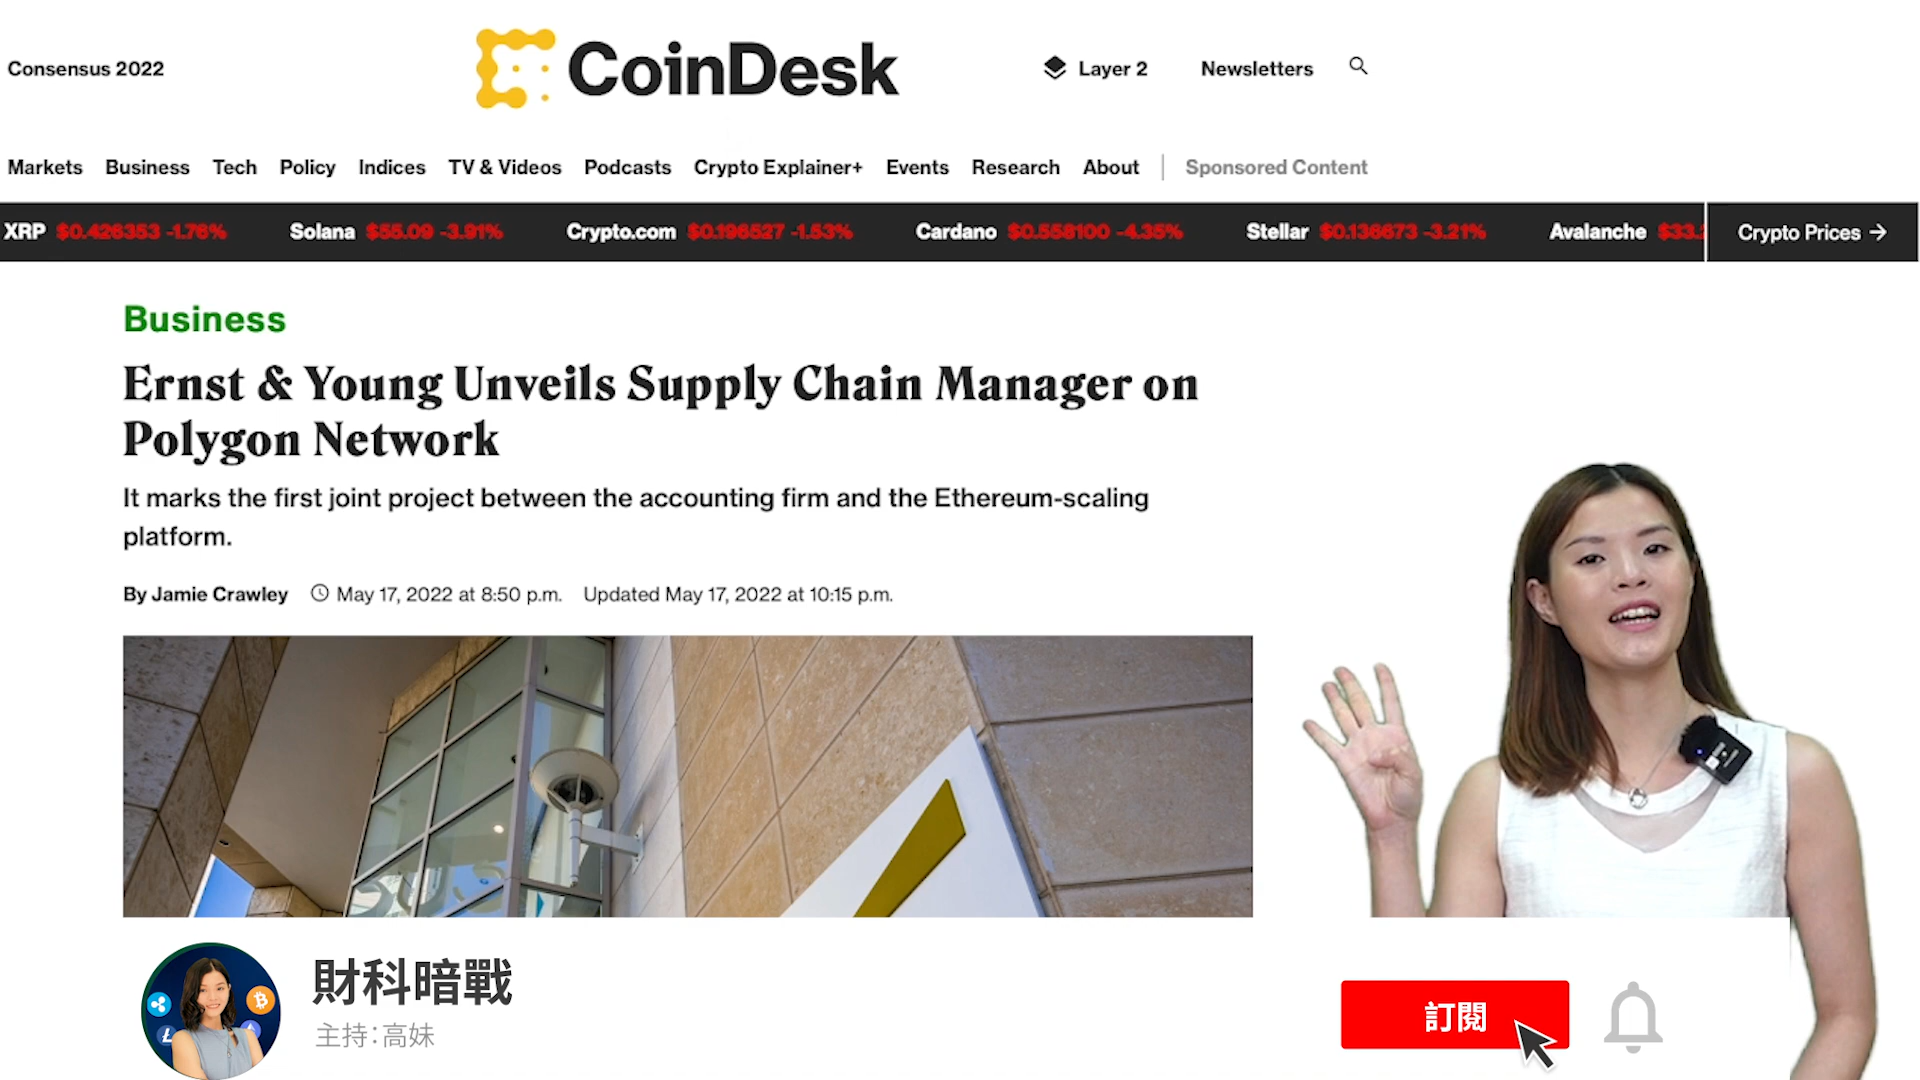 Consensus 2022
CoinDesk
Layer 2
Newsletters
Markets Business Tech Policy Indices TV & Videos Podcasts Crypto Explainer+ Events Research About Sponsored Content
XRP $0.426353 -1.76% Solana $55.09 -3.91% Crypto.com $0.196527 -1.53% Cardano $0.558100 -4.35% Stellar $0.136673 -3.21% Avalanche Crypto Prices →
Business
Ernst & Young Unveils Supply Chain Manager on
Polygon Network
It marks the first joint project between the accounting firm and the Ethereum-scaling
platform.
By Jamie Crawley May 17, 2022 at 8:50 p.m. Updated May 17, 2022 at 10:15 p.m.
財科暗戰
主持:高妹
訂閱